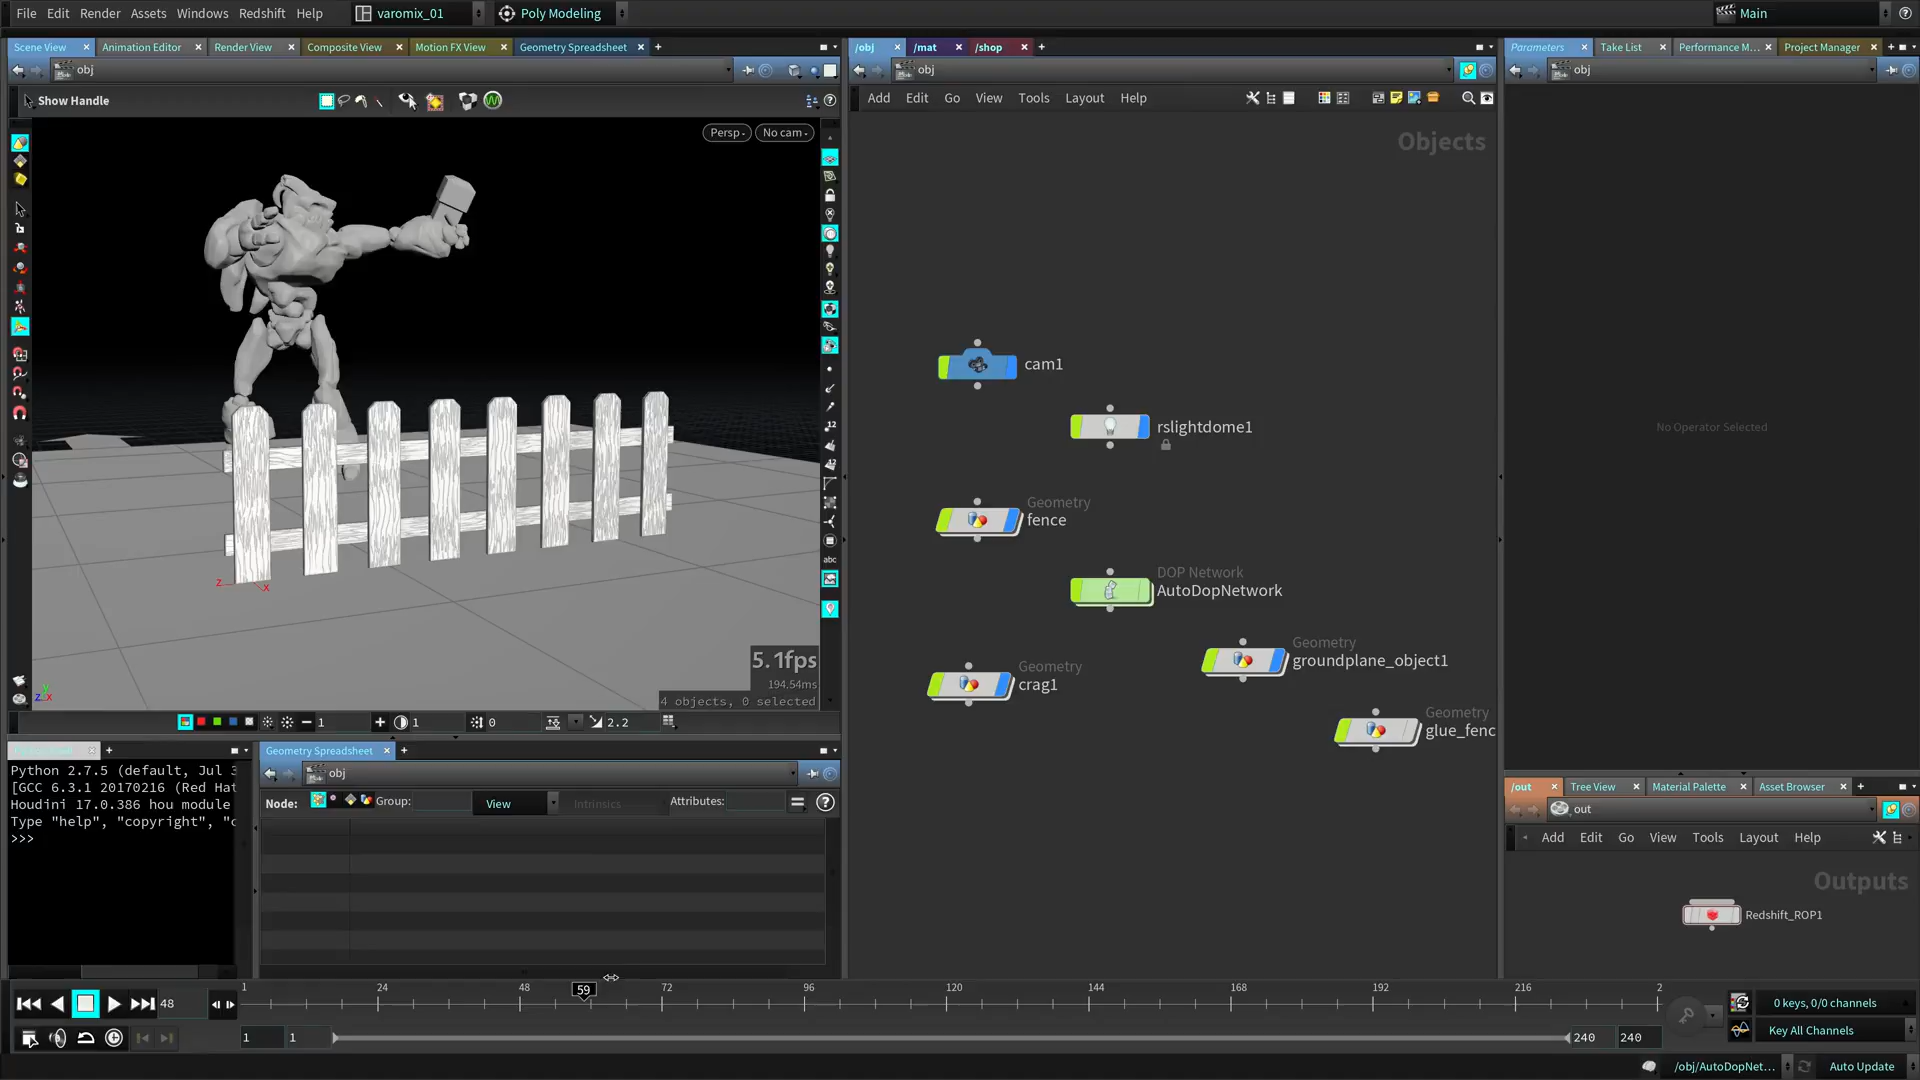 File Edit Render Assets Windows Redshift Help varomix_01 Poly Modeling Main
Scene View Animation Editor Render View Composite View Motion FX View Geometry Spreadsheet
obj
Show Handle
Persp No cam
abc
12
12
5.1fps
194.54ms
4 objects, 0 selected
z x
z y x
1 1 0 2.2
/obj /mat /shop
obj
Add Edit Go View Tools Layout Help
Objects
cam1
rslightdome1
Geometry
fence
DOP Network
AutoDopNetwork
Geometry
groundplane_object1
Geometry
crag1
Geometry
glue_fenc
Parameters Take List Performance M... Project Manager
obj
No Operator Selected
/out Tree View Material Palette Asset Browser
out
Add Edit Go View Tools Layout Help
Outputs
Redshift_ROP1
Python 2.7.5 (default, Jul 3
[GCC 6.3.1 20170216 (Red Hat
Houdini 17.0.386 hou module
Type "help", "copyright", "c
>>>
Geometry Spreadsheet
obj
Node: Group: View Intrinsics Attributes:
48 1 24 48 59 72 96 120 144 168 192 216 2
0 keys, 0/0 channels
1 1 240 240
Key All Channels
/obj/AutoDopNet... Auto Update